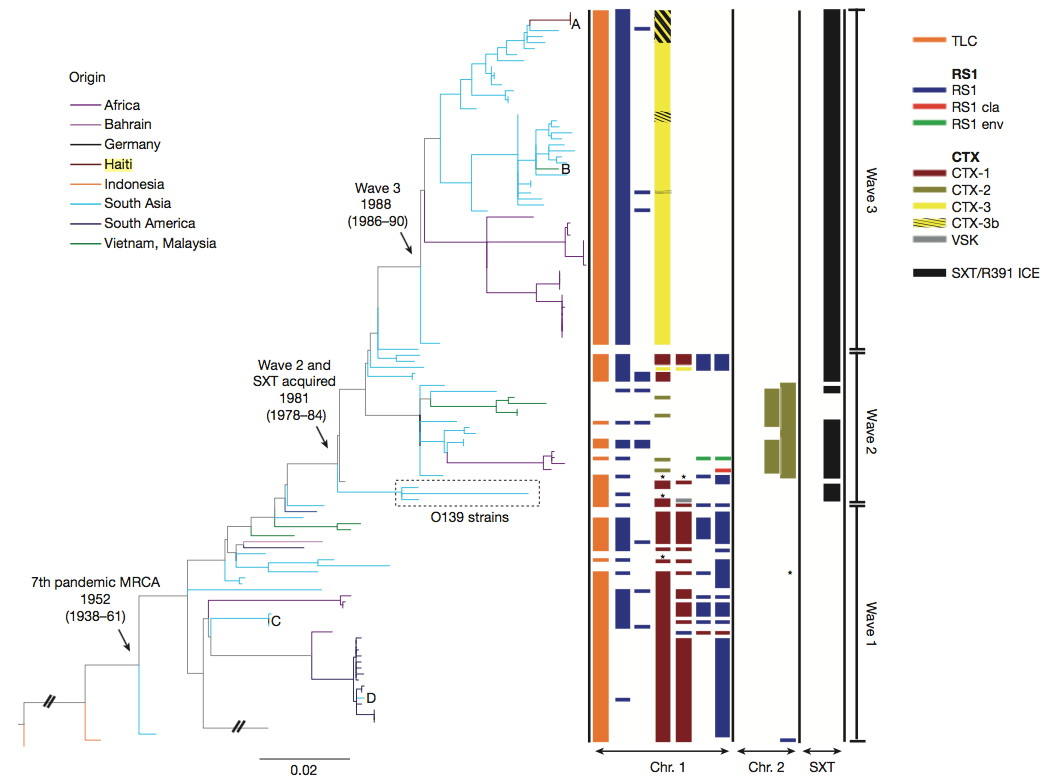 Origin
Africa
Bahrain
Germany
Haiti
Indonesia
South Asia
South America
Vietnam, Malaysia
A
B
Wave 3
1988
(1986–90)
Wave 2 and
SXT acquired
1981
(1978–84)
O139 strains
7th pandemic MRCA
1952
(1938–61)
C
D
0.02
*
*
*
*
*
Chr. 1
Chr. 2
SXT
Wave 3
Wave 2
Wave 1
TLC
RS1
RS1
RS1 cla
RS1 env
CTX
CTX-1
CTX-2
CTX-3
CTX-3b
VSK
SXT/R391 ICE